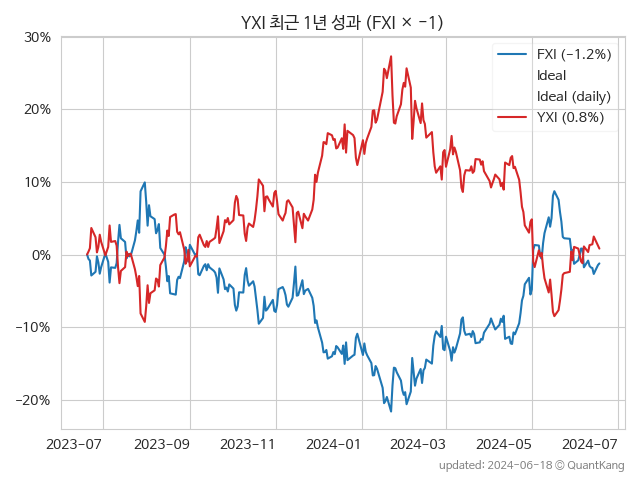 YXI 최근 1년 성과 (FXI × -1)
30%
20%
10%
0%
-10%
-20%
FXI (-1.2%)
Ideal
Ideal (daily)
YXI (0.8%)
2023-07 2023-09 2023-11 2024-01 2024-03 2024-05 2024-07
updated: 2024-06-18 © QuantKang